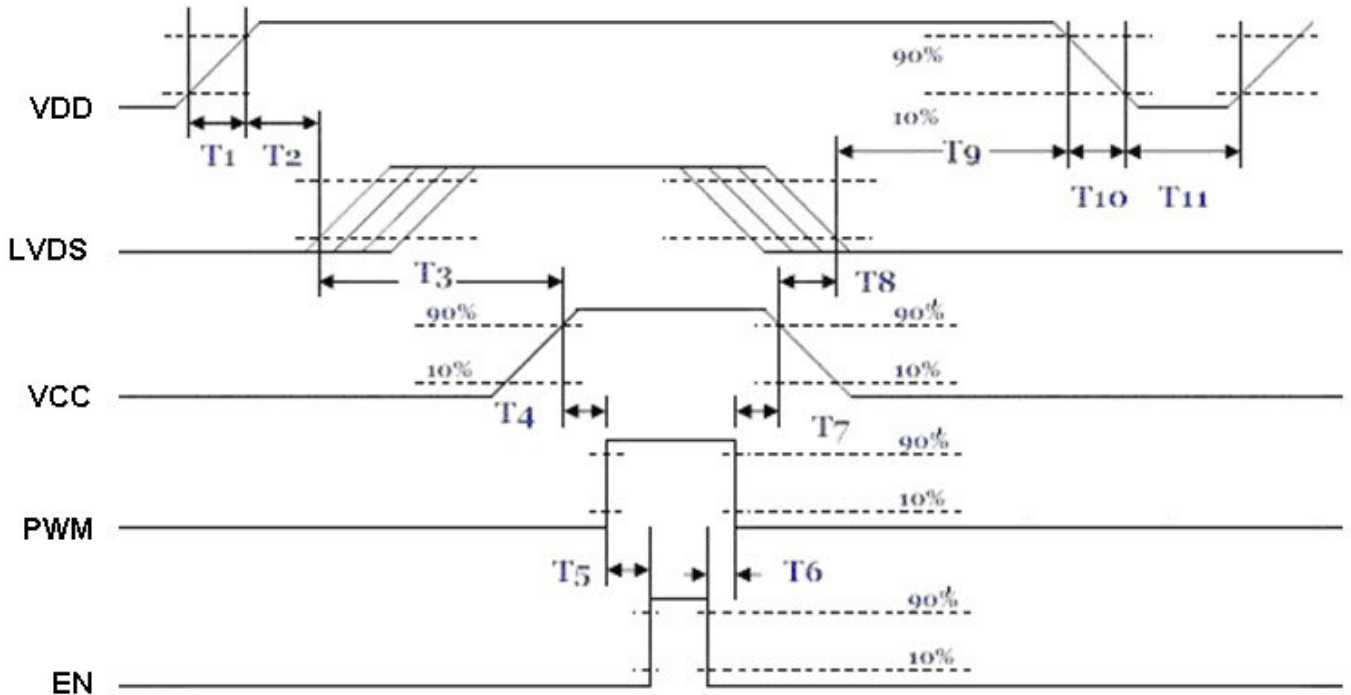 90%
VDD
10%
T1 T2
T9
T10 T11
LVDS
T3
T8
90%
90%
10%
10%
VCC
T4
T7
90%
10%
PWM
T5
T6
90%
10%
EN